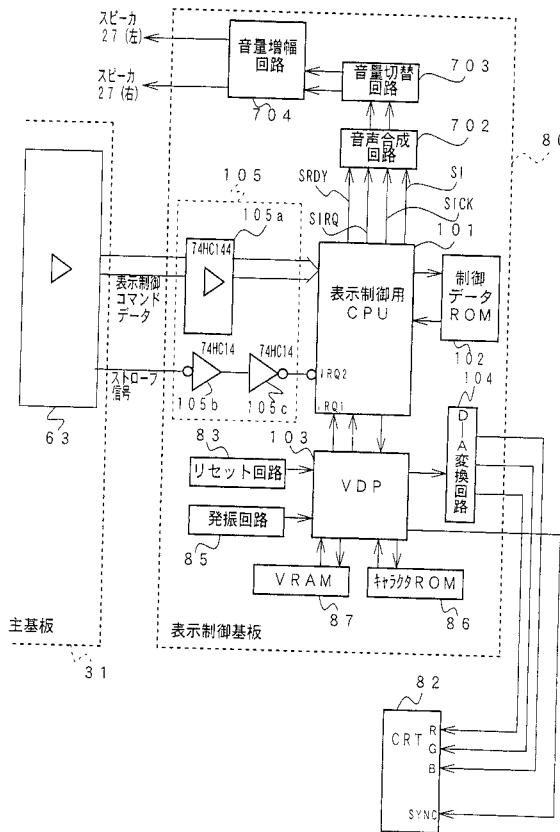 スピーカ
27(左)
音量増幅
回路
704
音量切替
回路
703
スピーカ
27(右)
音声合成
回路
702
SRDY
SIRQ
SI
SICK
105
105a
74HC144
101
表示制御用
CPU
制御
データ
ROM
102
表示制御
コマンド
データ
ストローブ
信号
74HC14
105b
74HC14
105c
IRQ2
IRQ1
63
103
VDP
83
リセット回路
発振回路
85
104
D―A変換回路
VRAM
87
キャラクタROM
86
主基板
31
表示制御基板
82
CRT
R
G
B
SYNC